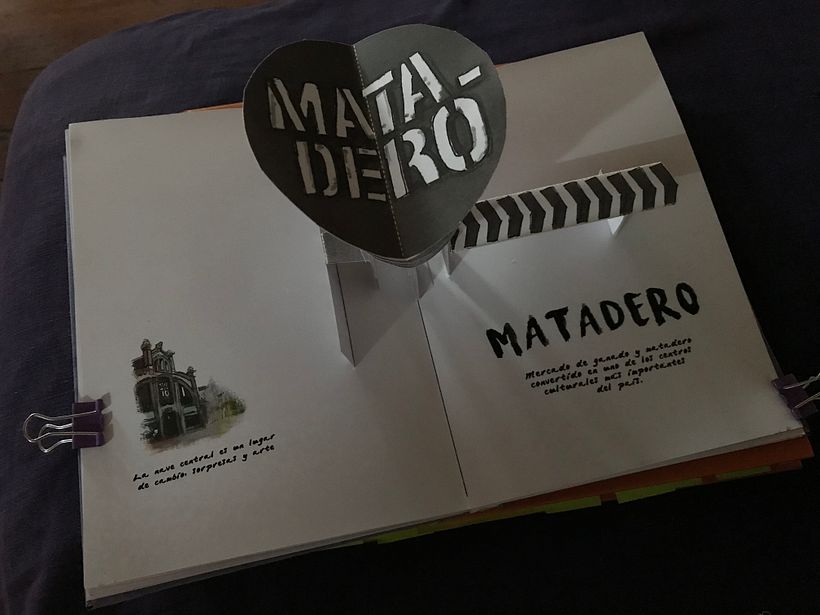 MATA-
DERO
MATADERO
Mercado de ganado y matadero
convertido en uno de los centros
culturales más importantes
del país.
La nave central es un lugar
de cambio, sorpresas y arte